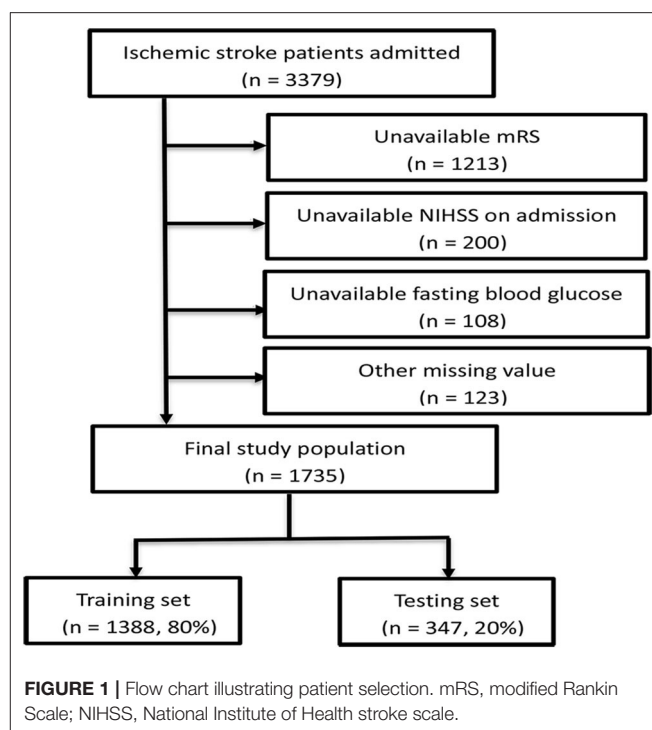 Ischemic stroke patients admitted
(n = 3379)
Unavailable mRS
(n = 1213)
Unavailable NIHSS on admission
(n = 200)
Unavailable fasting blood glucose
(n = 108)
Other missing value
(n = 123)
Final study population
(n = 1735)
Training set
(n = 1388, 80%)
Testing set
(n = 347, 20%)
FIGURE 1 | Flow chart illustrating patient selection. mRS, modified Rankin
Scale; NIHSS, National Institute of Health stroke scale.